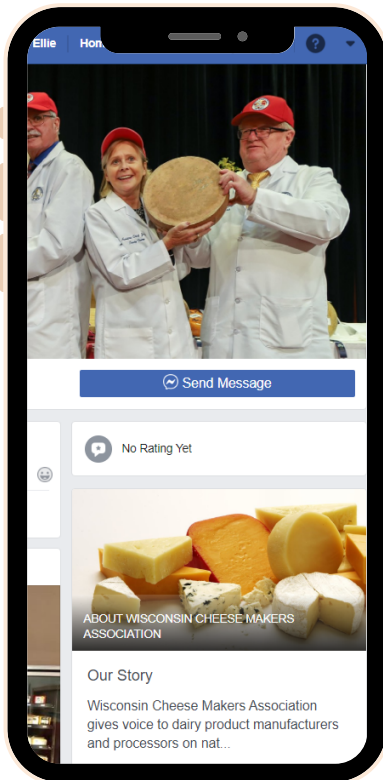 Ellie Hom
?
Send Message
No Rating Yet
ABOUT WISCONSIN CHEESE MAKERS
ASSOCIATION
Our Story
Wisconsin Cheese Makers Association
gives voice to dairy product manufacturers
and processors on nat...